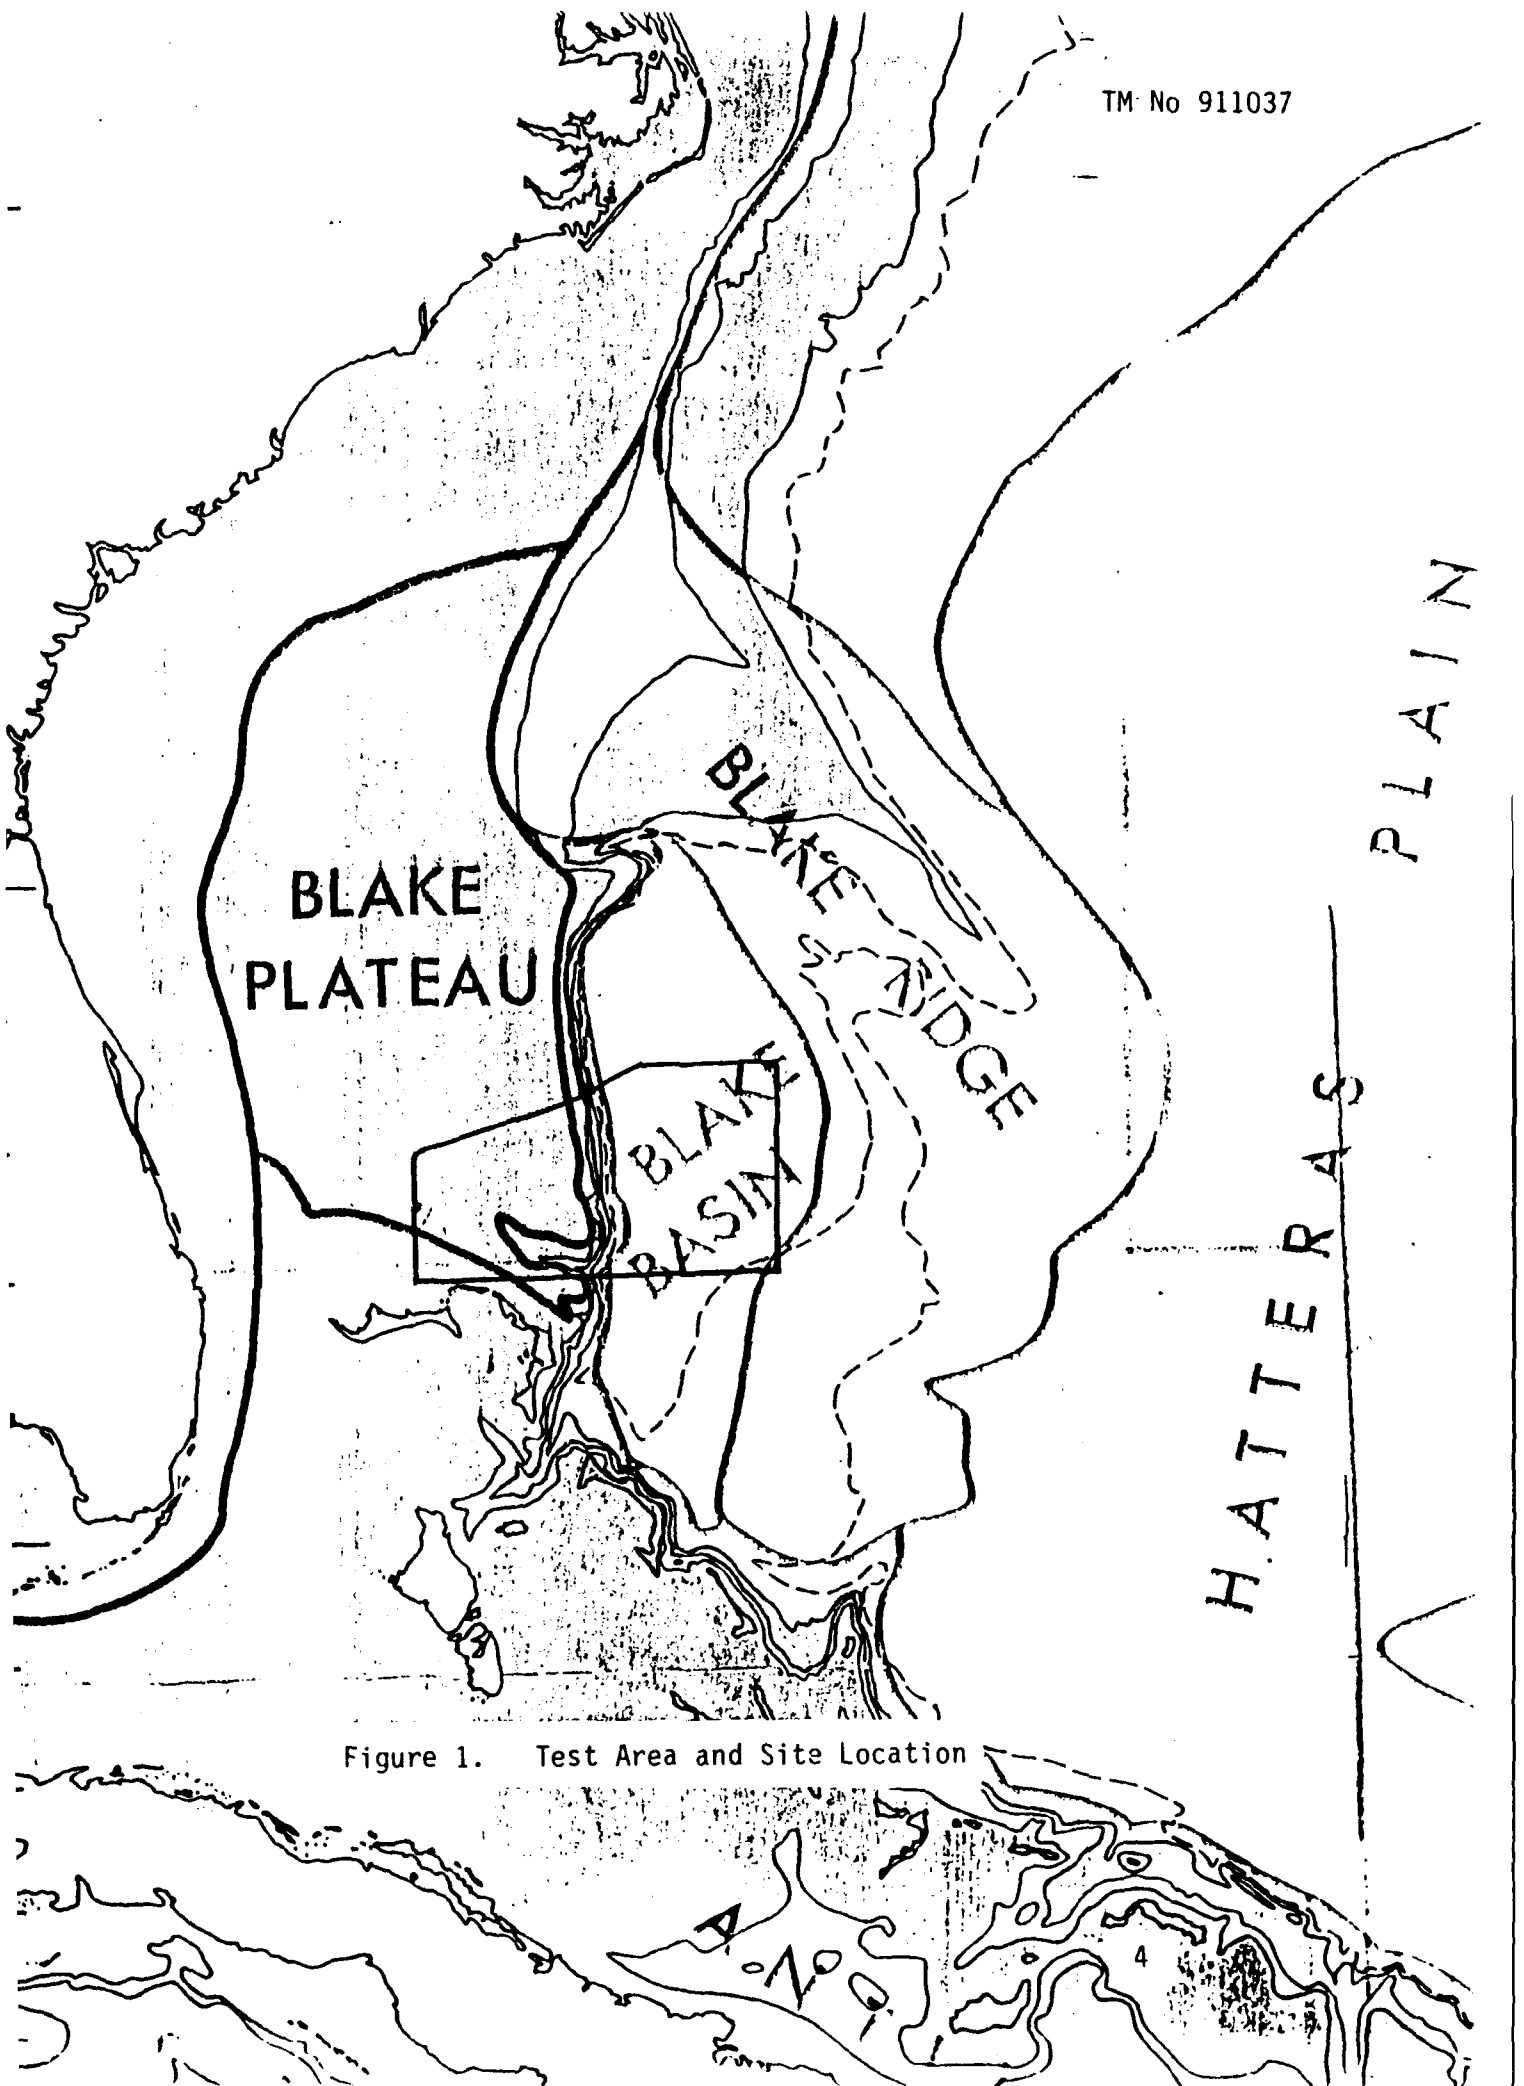 TM No 911037
BLAKE
PLATEAU
BLAKE RIDGE
BLAKE
BASIN
HATTERAS PLAIN
Figure 1. Test Area and Site Location
4